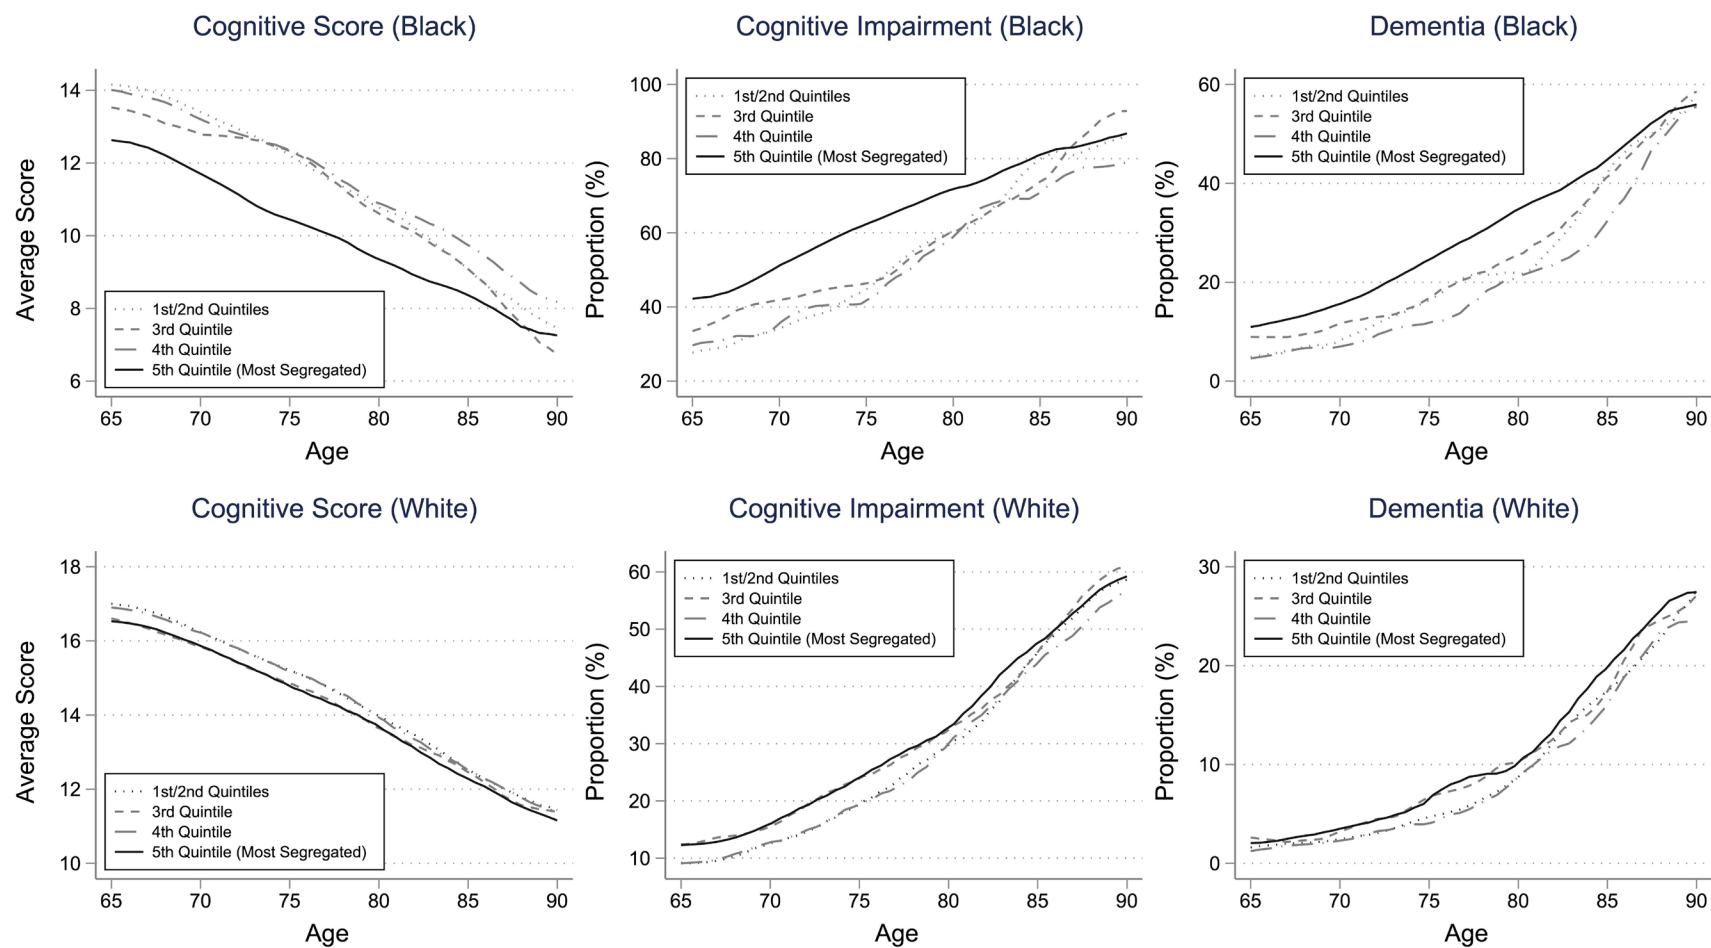 Cognitive Score (Black)
Average Score
14
12
10
8
6
1st/2nd Quintiles
3rd Quintile
4th Quintile
5th Quintile (Most Segregated)
65 70 75 80 85 90
Age
Cognitive Impairment (Black)
Proportion (%)
100
80
60
40
20
1st/2nd Quintiles
3rd Quintile
4th Quintile
5th Quintile (Most Segregated)
65 70 75 80 85 90
Age
Dementia (Black)
Proportion (%)
60
40
20
0
1st/2nd Quintiles
3rd Quintile
4th Quintile
5th Quintile (Most Segregated)
65 70 75 80 85 90
Age
Cognitive Score (White)
Average Score
18
16
14
12
10
1st/2nd Quintiles
3rd Quintile
4th Quintile
5th Quintile (Most Segregated)
65 70 75 80 85 90
Age
Cognitive Impairment (White)
Proportion (%)
60
50
40
30
20
10
1st/2nd Quintiles
3rd Quintile
4th Quintile
5th Quintile (Most Segregated)
65 70 75 80 85 90
Age
Dementia (White)
Proportion (%)
30
20
10
0
1st/2nd Quintiles
3rd Quintile
4th Quintile
5th Quintile (Most Segregated)
65 70 75 80 85 90
Age